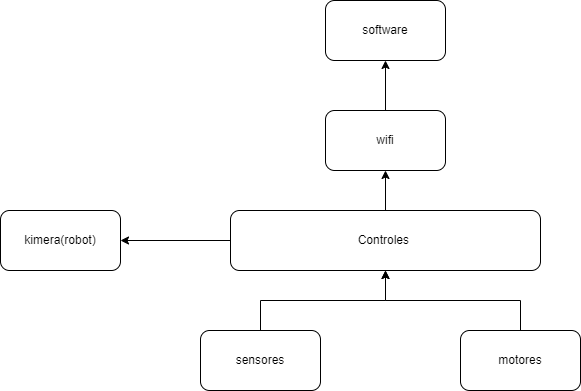 software
wifi
kimera(robot)
Controles
sensores
motores